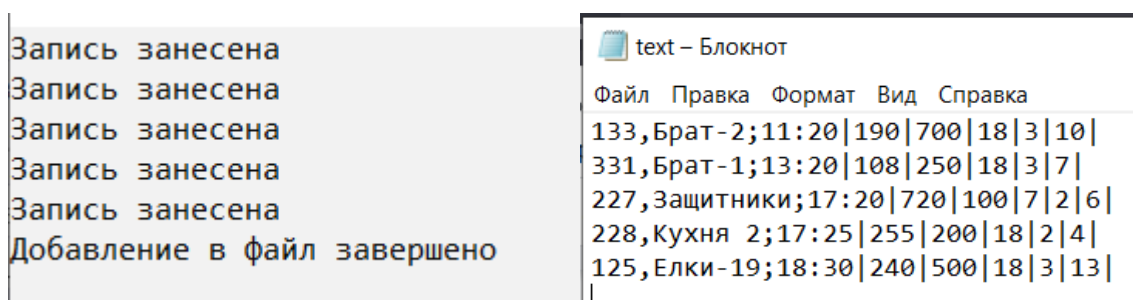 Запись занесена
Запись занесена
Запись занесена
Запись занесена
Запись занесена
Добавление в файл завершено
text – Блокнот
Файл Правка Формат Вид Справка
133,Брат-2;11:20|190|700|18|3|10|
331,Брат-1;13:20|108|250|18|3|7|
227,Защитники;17:20|720|100|7|2|6|
228,Кухня 2;17:25|255|200|18|2|4|
125,Елки-19;18:30|240|500|18|3|13|